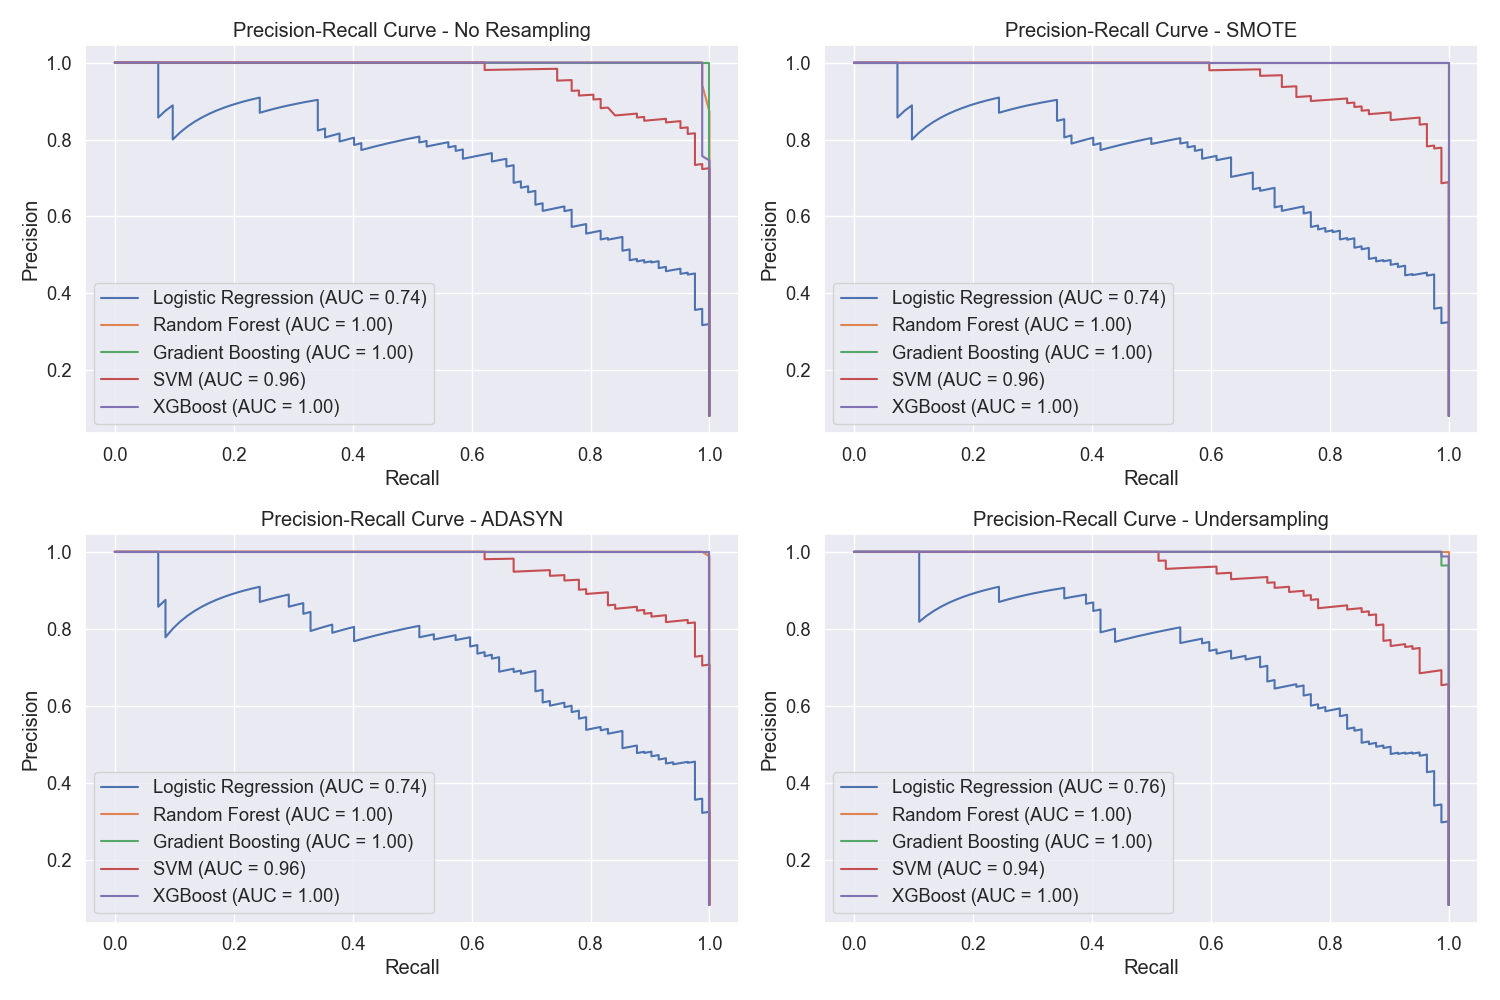 Precision-Recall Curve - No Resampling
Precision
1.0
0.8
0.6
0.4
0.2
Logistic Regression (AUC = 0.74)
Random Forest (AUC = 1.00)
Gradient Boosting (AUC = 1.00)
SVM (AUC = 0.96)
XGBoost (AUC = 1.00)
0.0 0.2 0.4 0.6 0.8 1.0
Recall
Precision-Recall Curve - SMOTE
Precision
1.0
0.8
0.6
0.4
0.2
Logistic Regression (AUC = 0.74)
Random Forest (AUC = 1.00)
Gradient Boosting (AUC = 1.00)
SVM (AUC = 0.96)
XGBoost (AUC = 1.00)
0.0 0.2 0.4 0.6 0.8 1.0
Recall
Precision-Recall Curve - ADASYN
Precision
1.0
0.8
0.6
0.4
0.2
Logistic Regression (AUC = 0.74)
Random Forest (AUC = 1.00)
Gradient Boosting (AUC = 1.00)
SVM (AUC = 0.96)
XGBoost (AUC = 1.00)
0.0 0.2 0.4 0.6 0.8 1.0
Recall
Precision-Recall Curve - Undersampling
Precision
1.0
0.8
0.6
0.4
0.2
Logistic Regression (AUC = 0.76)
Random Forest (AUC = 1.00)
Gradient Boosting (AUC = 1.00)
SVM (AUC = 0.94)
XGBoost (AUC = 1.00)
0.0 0.2 0.4 0.6 0.8 1.0
Recall